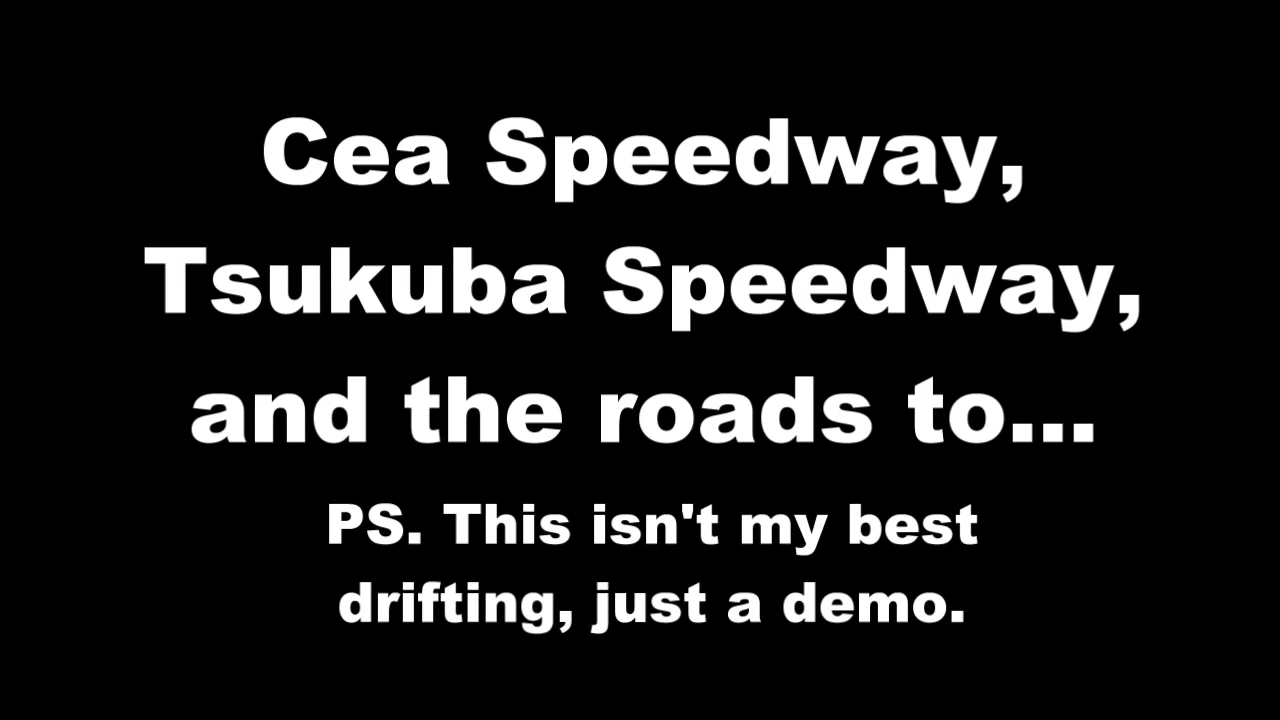 Cea Speedway,
Tsukuba Speedway,
and the roads to...
PS. This isn't my best
drifting, just a demo.